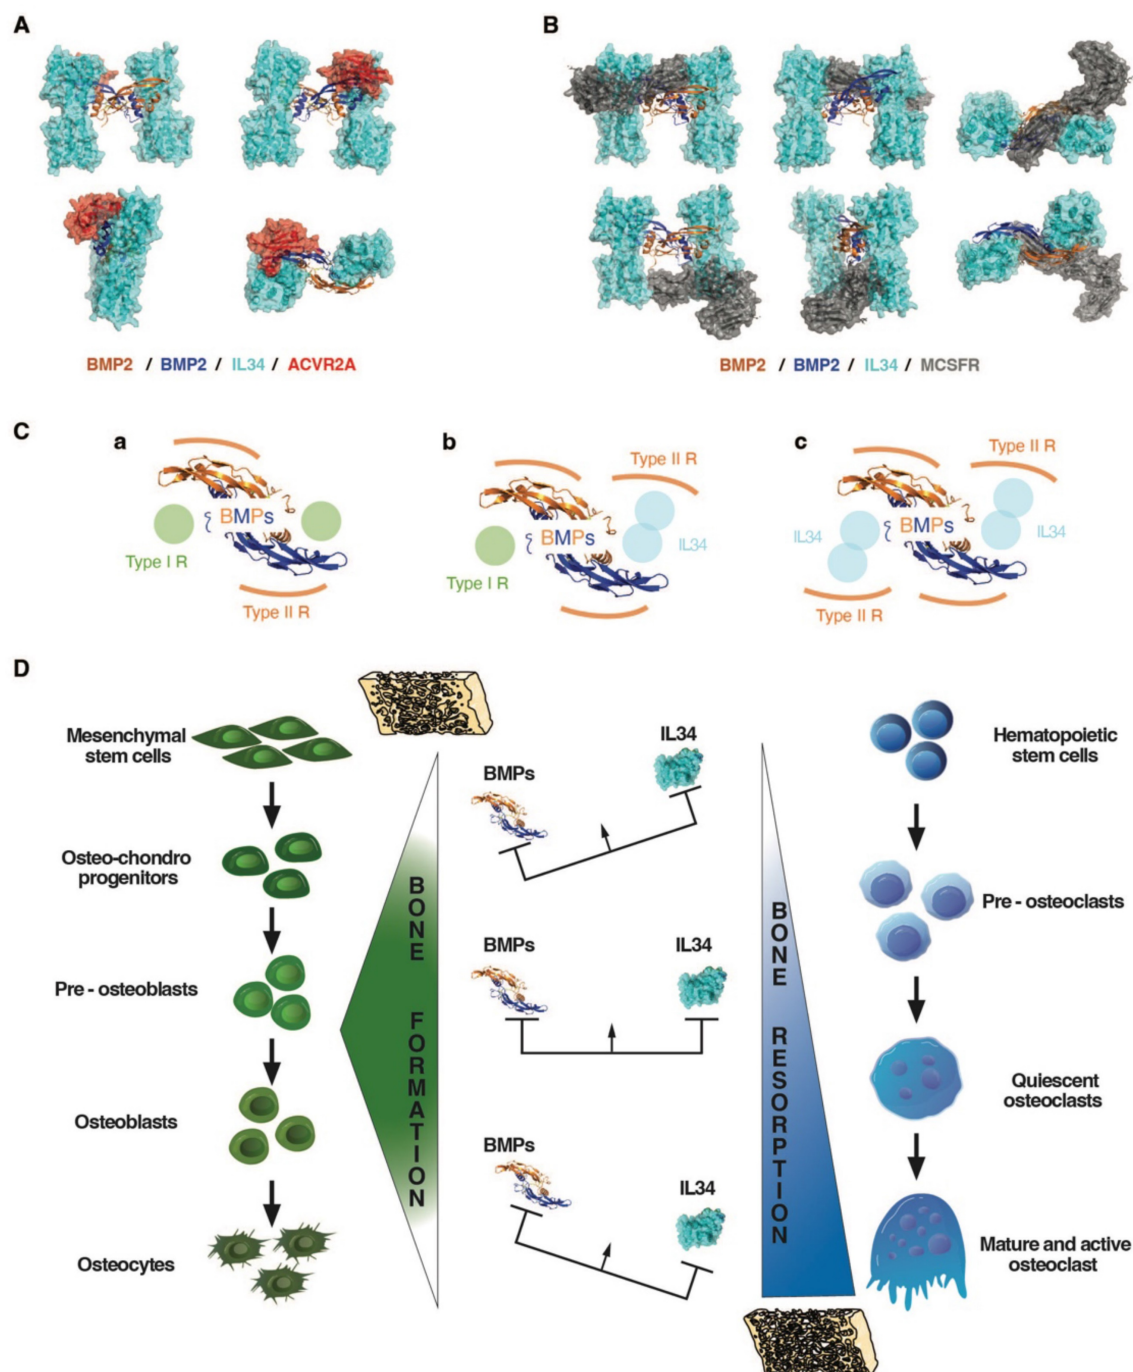 A
B
BMP2 / BMP2 / IL34 / ACVR2A
BMP2 / BMP2 / IL34 / MCSFR
C
a
b
c
Type II R
Type II R
BMPs
BMPs
BMPs
IL34
IL34
IL34
Type I R
Type I R
Type II R
Type II R
D
Mesenchymal
stem cells
Osteo-chondro
progenitors
Pre - osteoblasts
Osteoblasts
Osteocytes
BONE FORMATION
IL34
BMPs
BMPs
IL34
BMPs
IL34
BONE RESORPTION
Hematopoietic
stem cells
Pre - osteoclasts
Quiescent
osteoclasts
Mature and active
osteoclast